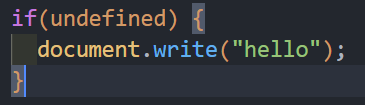 if(undefined) {
  document.write("hello");
}